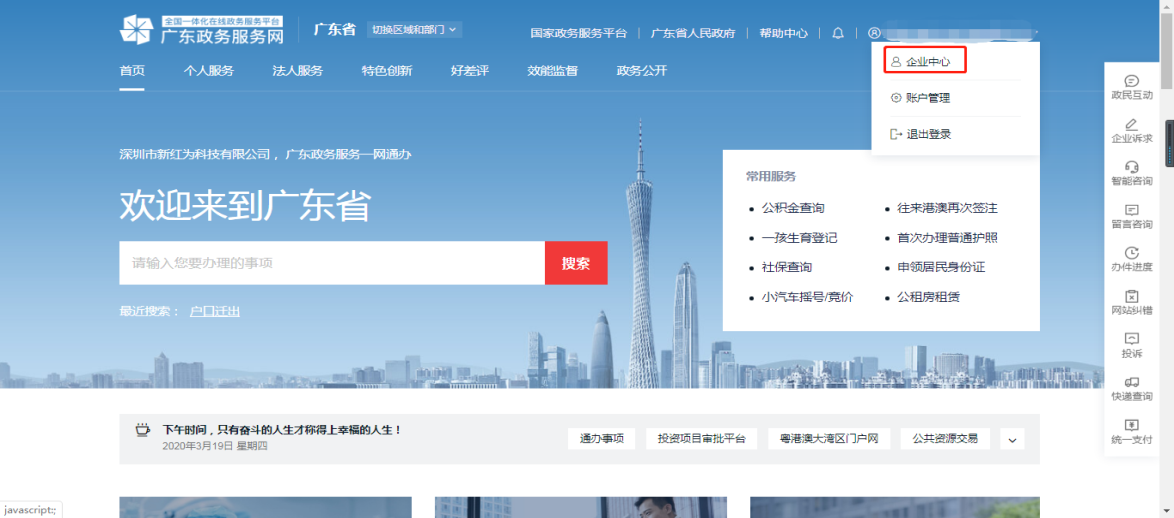 全国一体化在线政务服务平台
广东政务服务网
广东省
切换区域和部门
国家政务服务平台
广东省人民政府
帮助中心
首页
个人服务
法人服务
特色创新
好差评
效能监督
政务公开
企业中心
账户管理
退出登录
深圳市新红为科技有限公司，广东政务服务一网通办
欢迎来到广东省
请输入您要办理的事项
搜索
最近搜索：
户口迁出
常用服务
公积金查询
往来港澳再次签注
一孩生育登记
首次办理普通护照
社保查询
申领居民身份证
小汽车摇号/竞价
公租房租赁
政民互动
企业诉求
智能咨询
留言咨询
办件进度
网站纠错
投诉
快递查询
统一支付
下午时间，只有奋斗的人生才称得上幸福的人生！
2020年3月19日 星期四
通办事项
投资项目审批平台
粤港澳大湾区门户网
公共资源交易
javascript:;